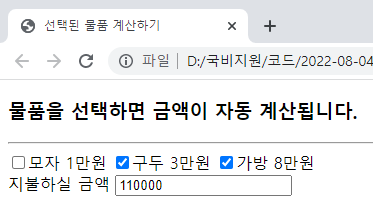 선택된 물품 계산하기
파일 | D:/국비지원/코드/2022-08-04
물품을 선택하면 금액이 자동 계산됩니다.
모자 1만원 구두 3만원 가방 8만원
지불하실 금액 110000